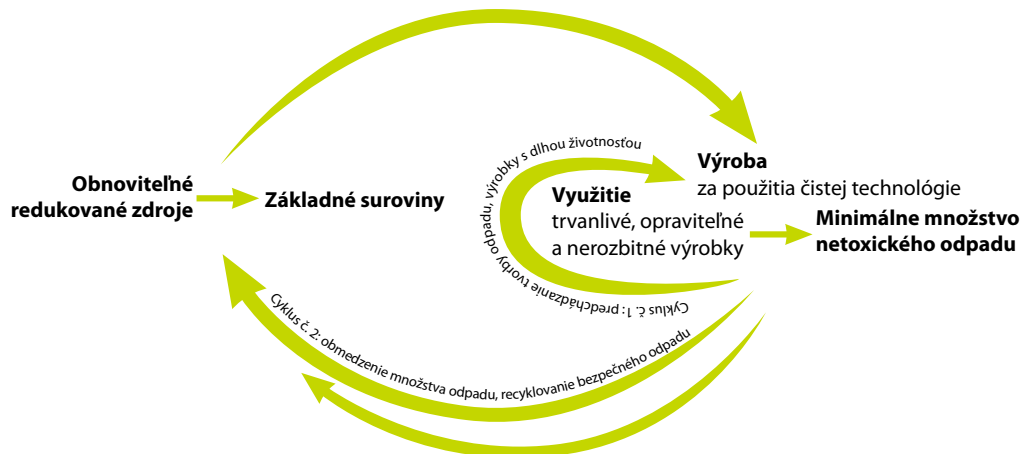 Obnoviteľné
redukované zdroje
Základné suroviny
Cyklus č. 1: predchádzanie tvorby odpadu, výrobky s dlhou životnosťou
Využitie
trvanlivé, opraviteľné
a nerozbitné výrobky
Výroba
za použitia čistej technológie
Minimálne množstvo
netoxického odpadu
Cyklus č. 2: obmedzenie množstva odpadu, recyklovanie bezpečného odpadu